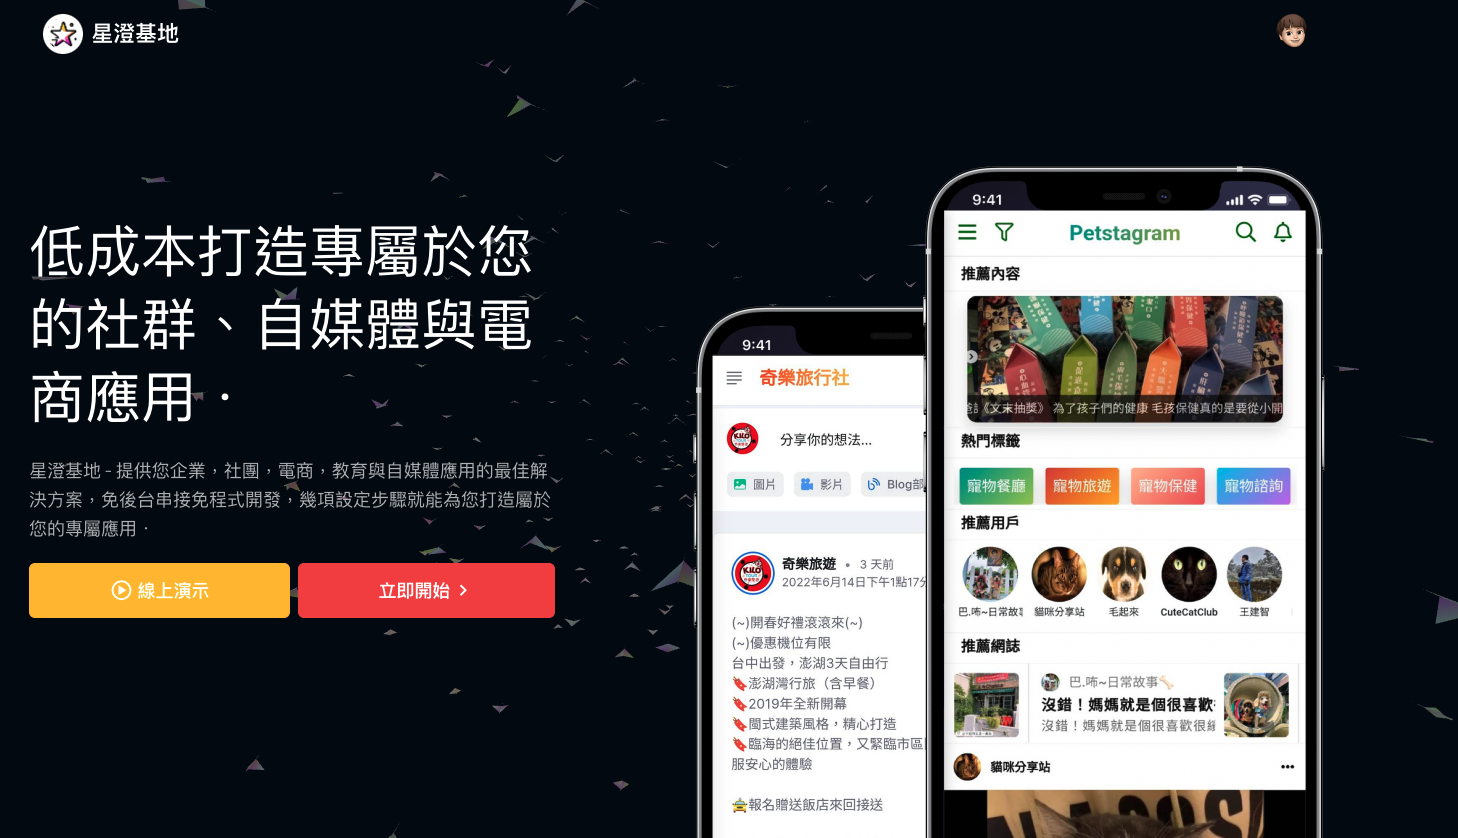 星澄基地
低成本打造專屬於您
的社群、自媒體與電
商應用．
星澄基地 - 提供您企業，社團，電商，教育與自媒體應用的最佳解
決方案，免後台串接免程式開發，幾項設定步驟就能為您打造屬於
您的專屬應用．
線上演示
立即開始
9:41
奇樂旅行社
分享你的想法...
圖片
影片
Blog部
奇樂旅遊 • 3 天前
2022年6月14日下午1點17分
(~)開春好禮滾滾來(~)
(~)優惠機位有限
台中出發，澎湖3天自由行
🔖澎湖灣行旅（含早餐）
🔖2019年全新開幕
🔖閩式建築風格，精心打造
🔖臨海的絕佳位置，又緊臨市區
服安心的體驗
🚖報名贈送飯店來回接送
9:41
Petstagram
推薦內容
《文末抽獎》 為了孩子們的健康 毛孩保健真的是要從小開
熱門標籤
寵物餐廳
寵物旅遊
寵物保健
寵物諮詢
推薦用戶
巴.咘~日常故事
貓咪分享站
毛起來
CuteCatClub
王建智
推薦網誌
巴.咘~日常故事🦴
沒錯！媽媽就是個很喜歡
沒錯！媽媽就是個很喜歡很
貓咪分享站